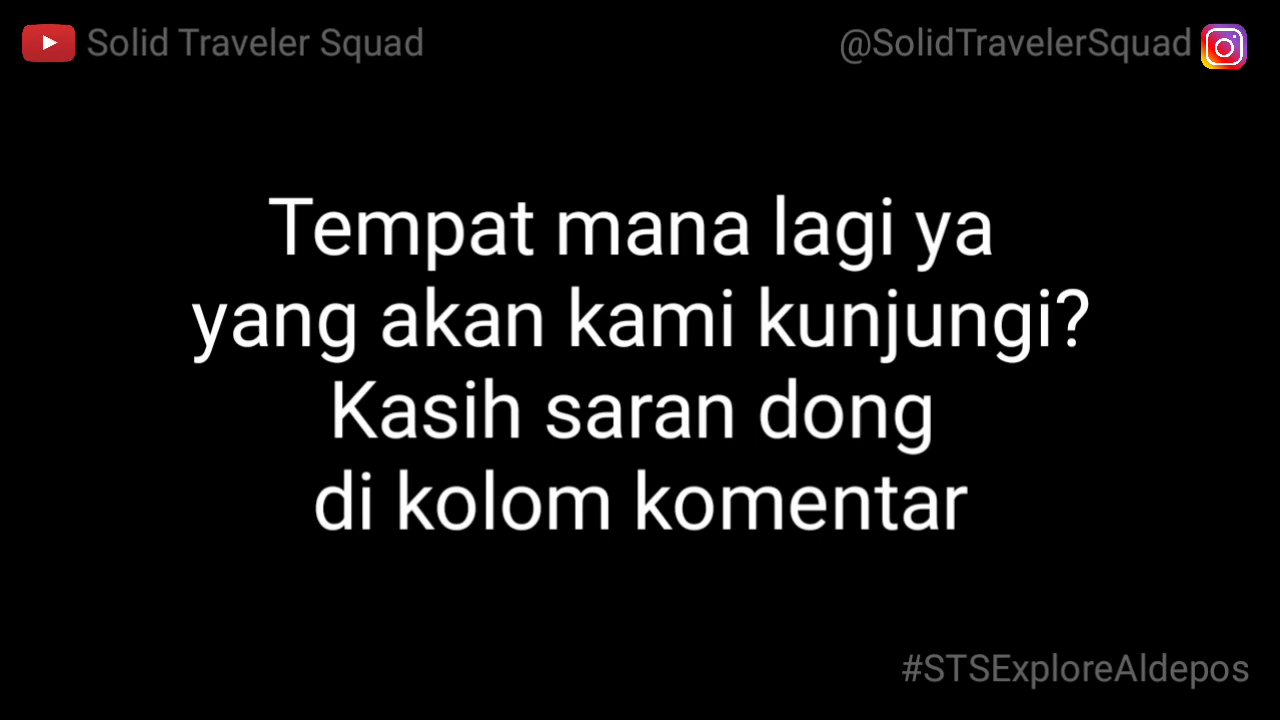 Solid Traveler Squad
@SolidTravelerSquad
Tempat mana lagi ya
yang akan kami kunjungi?
Kasih saran dong
di kolom komentar
#STSExploreAldepos